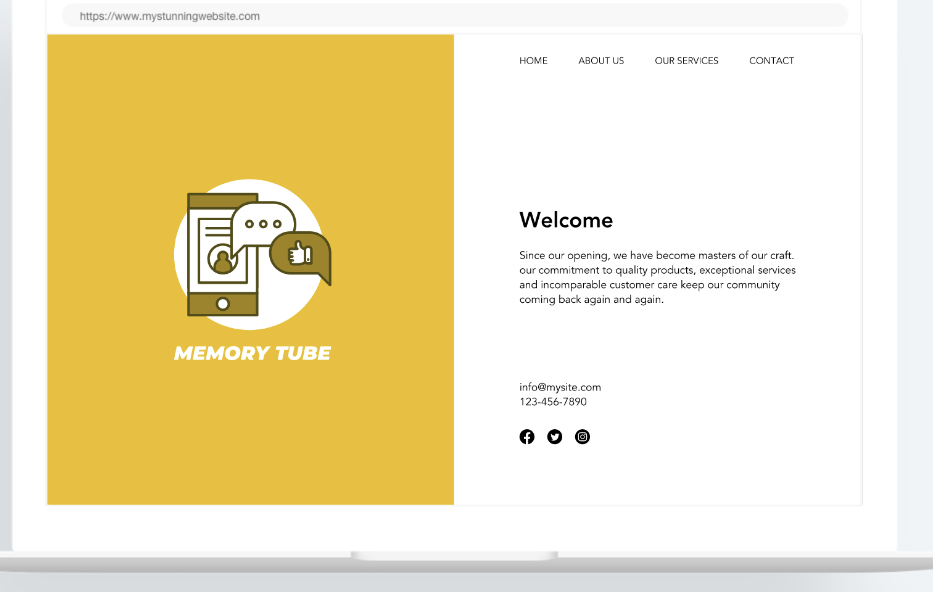 https://www.mystunningwebsite.com
HOME ABOUT US OUR SERVICES CONTACT
MEMORY TUBE
Welcome
Since our opening, we have become masters of our craft.
our commitment to quality products, exceptional services
and incomparable customer care keep our community
coming back again and again.
info@mysite.com
123-456-7890